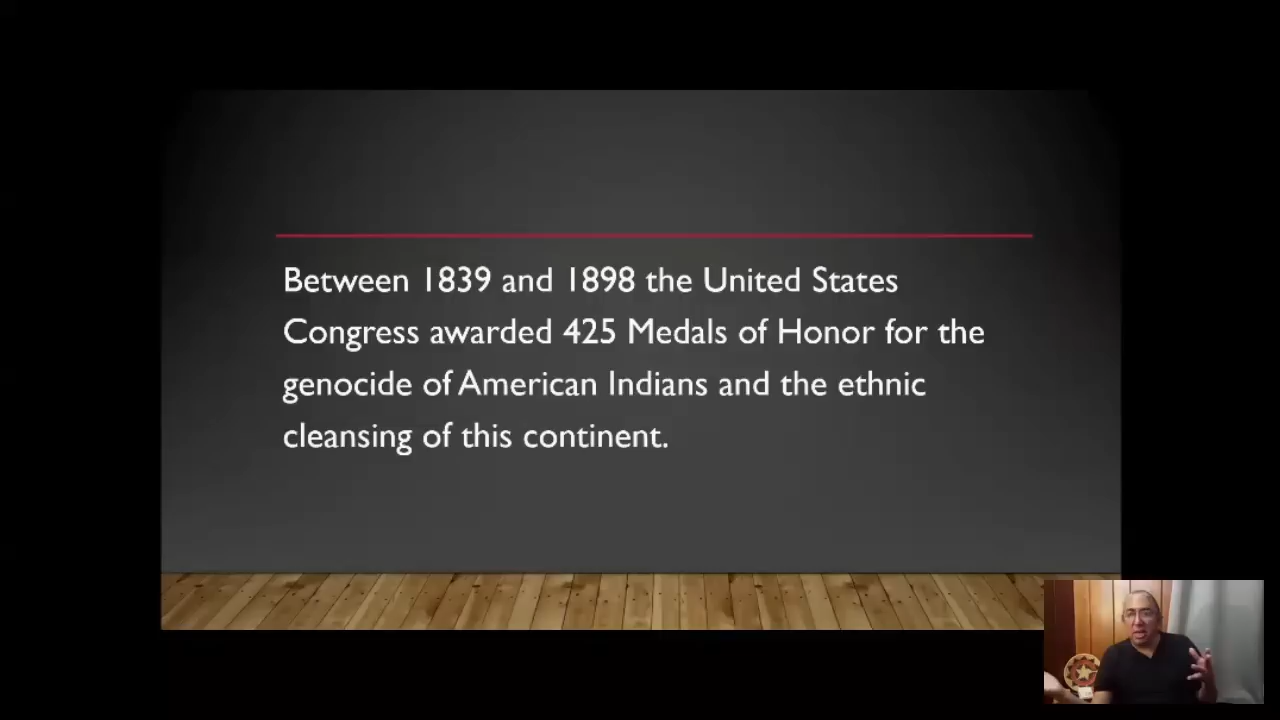 Between 1839 and 1898 the United States
Congress awarded 425 Medals of Honor for the
genocide of American Indians and the ethnic
cleansing of this continent.